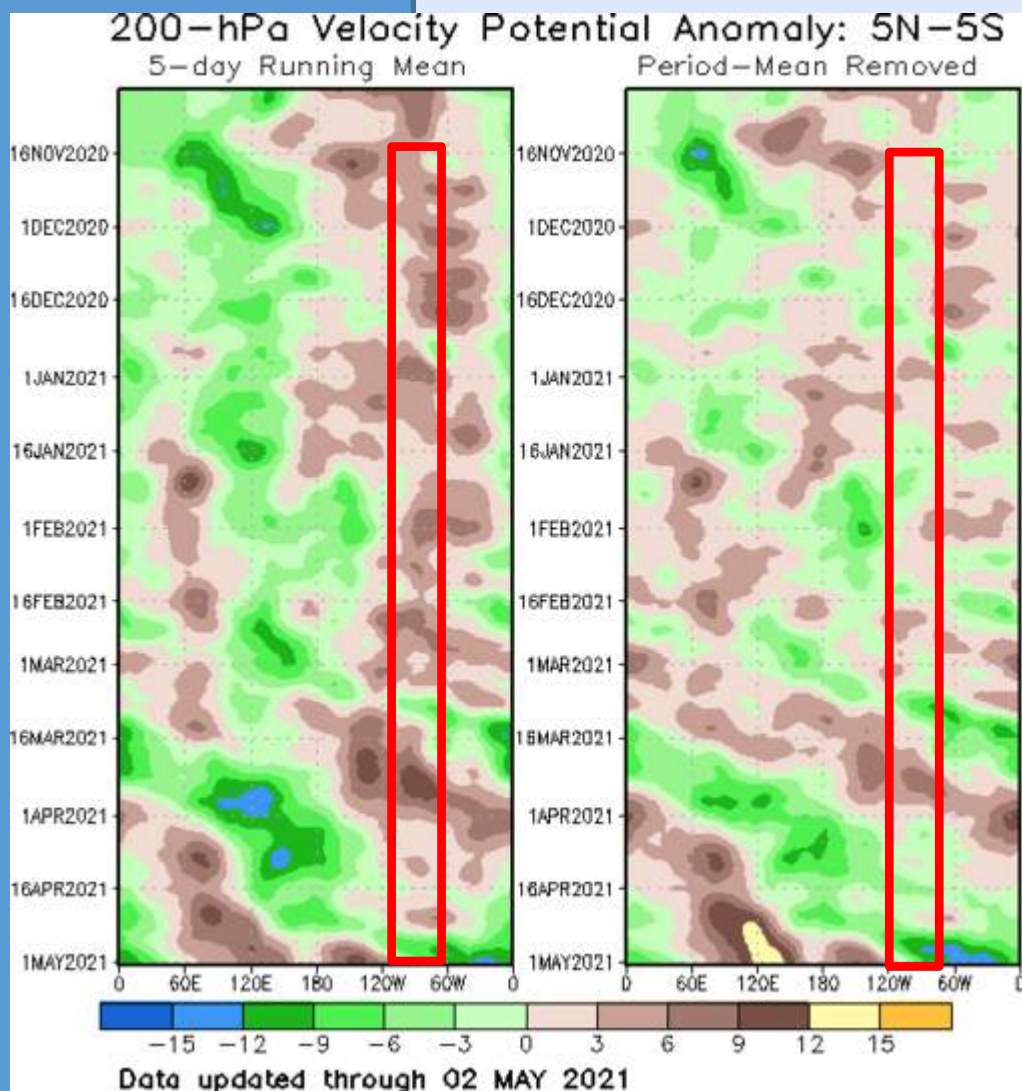 200-hPa Velocity Potential Anomaly: 5N-5S
5-day Running Mean
Period-Mean Removed
16NOV2020
1DEC2020
16DEC2020
1JAN2021
16JAN2021
1FEB2021
16FEB2021
1MAR2021
16MAR2021
1APR2021
16APR2021
1MAY2021
0 60E 120E 180 120W 60W 0
16NOV2020
1DEC2020
16DEC2020
1JAN2021
16JAN2021
1FEB2021
16FEB2021
1MAR2021
16MAR2021
1APR2021
16APR2021
1MAY2021
0 60E 120E 180 120W 60W 0
-15 -12 -9 -6 -3 0 3 6 9 12 15
Data updated through 02 MAY 2021